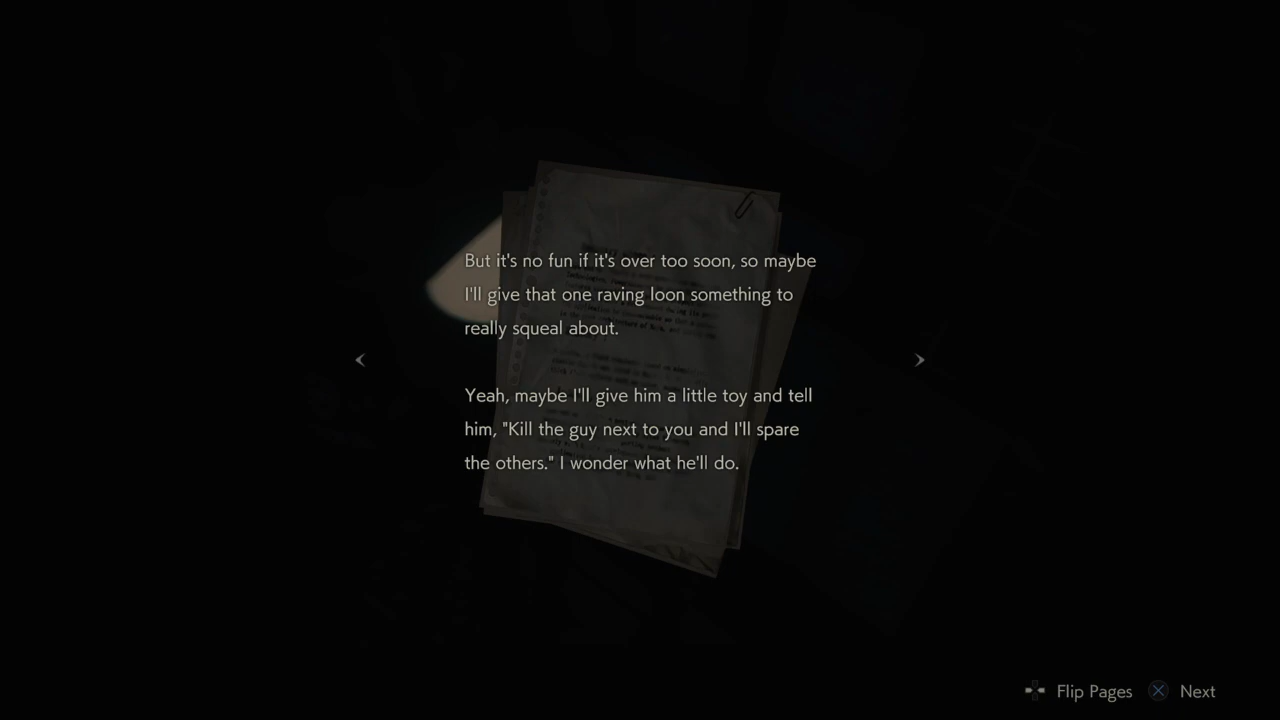 But it's no fun if it's over too soon, so maybe
I'll give that one raving loon something to
really squeal about.
Yeah, maybe I'll give him a little toy and tell
him, "Kill the guy next to you and I'll spare
the others." I wonder what he'll do.
Flip Pages
Next